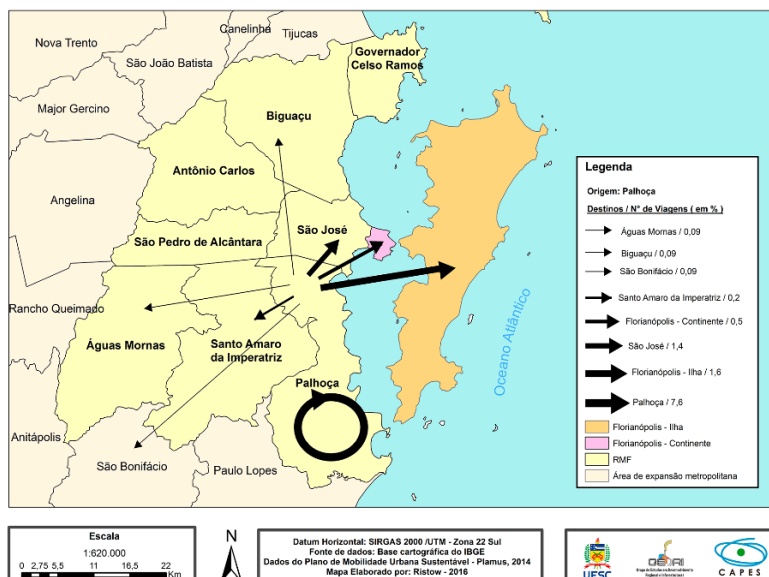 Canelinha
Tijucas
Nova Trento
Governador
Celso Ramos
São João Batista
Major Gercino
Biguaçu
Antônio Carlos
Angelina
São José
São Pedro de Alcântara
Rancho Queimado
Águas Mornas
Santo Amaro
da Imperatriz
Palhoça
Anitápolis
São Bonifácio
Paulo Lopes
Oceano Atlântico
Legenda
Origem: Palhoça
Destinos / N° de Viagens ( em % )
Águas Mornas / 0,09
Biguaçu / 0,09
São Bonifácio / 0,09
Santo Amaro da Imperatriz / 0,2
Florianópolis - Continente / 0,5
São José / 1,4
Florianópolis - Ilha / 1,6
Palhoça / 7,6
Florianópolis - Ilha
Florianópolis - Continente
RMF
Área de expansão metropolitana
Escala
1:620.000
0 2,75 5,5 11 16,5 22
Km
N
Datum Horizontal: SIRGAS 2000 /UTM - Zona 22 Sul
Fonte de dados: Base cartográfica do IBGE
Dados do Plano de Mobilidade Urbana Sustentável - Plamus, 2014
Mapa Elaborado por: Ristow - 2016
UFSC
CAPES